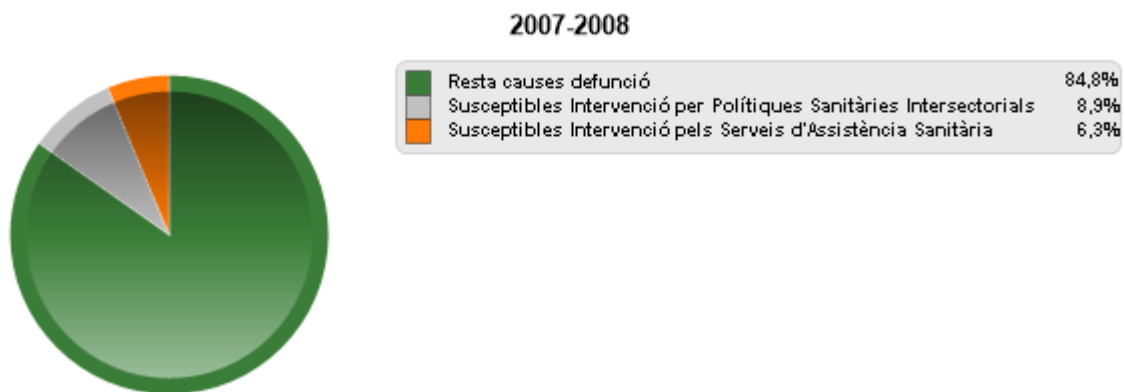 2007-2008
Resta causes defunció 84,8%
Susceptibles Intervenció per Polítiques Sanitàries Intersectorials 8,9%
Susceptibles Intervenció pels Serveis d'Assistència Sanitària 6,3%